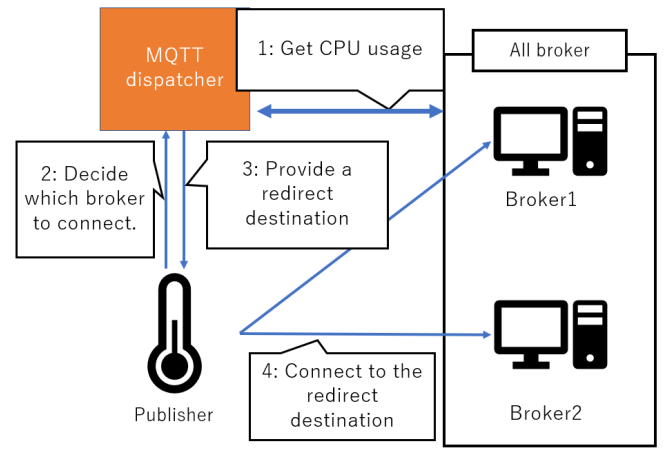 MQTT
dispatcher
1: Get CPU usage
All broker
2: Decide
which broker
to connect.
3: Provide a
redirect
destination
Broker1
4: Connect to the
redirect
destination
Publisher
Broker2